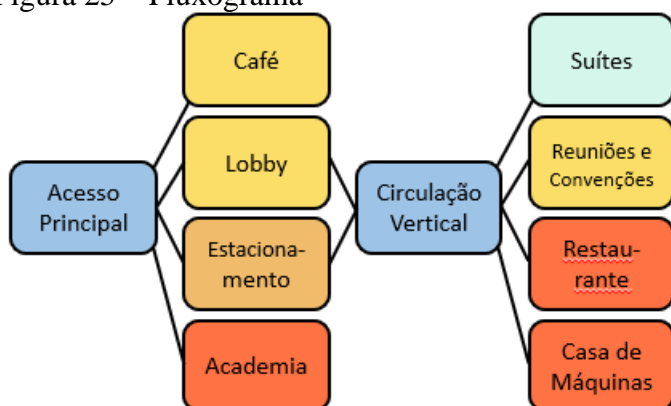 Figura 25 – Fluxograma
Café
Suítes
Lobby
Reuniões e
Convenções
Acesso
Principal
Circulação
Vertical
Estaciona-
mento
Restau-
rante
Academia
Casa de
Máquinas